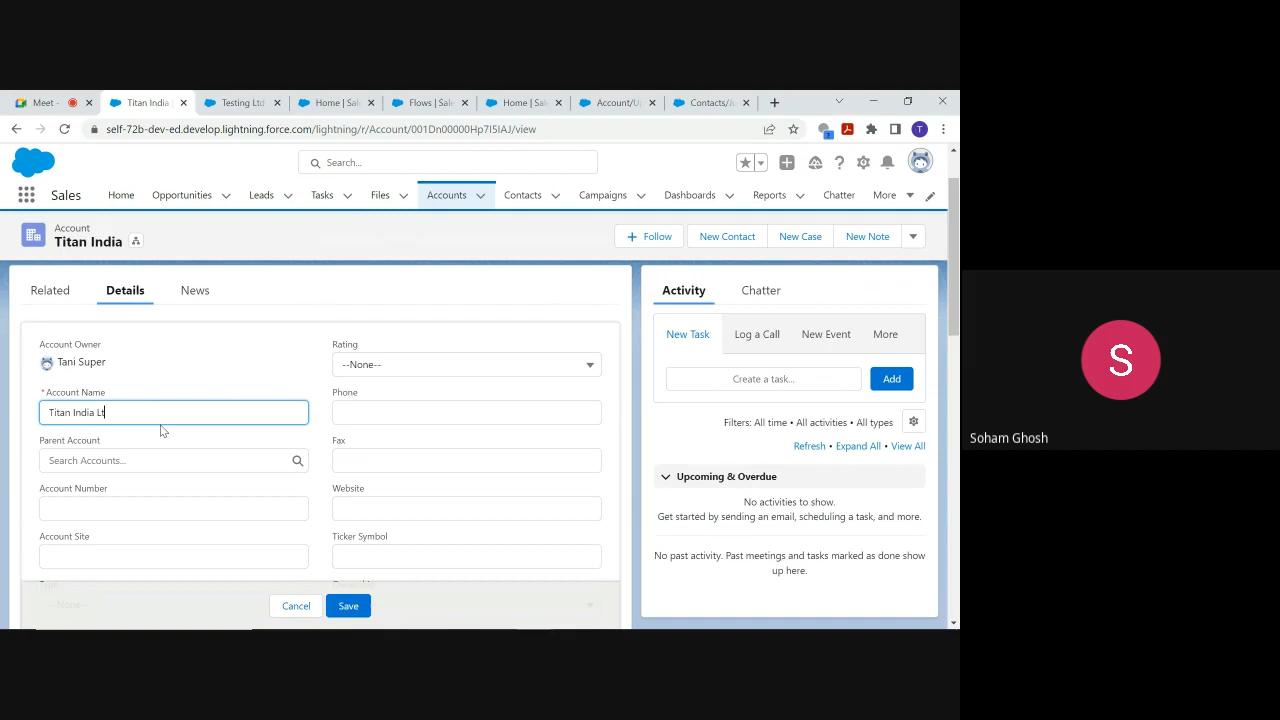 Meet -
Titan India
Testing Ltd
Home | Sal
Flows | Sale
Home | Sal
Account/U
Contacts/J
self-72b-dev-ed.develop.lightning.force.com/lightning/r/Account/001Dn00000Hp7I5IAJ/view
T
Search...
Sales
Home
Opportunities
Leads
Tasks
Files
Accounts
Contacts
Campaigns
Dashboards
Reports
Chatter
More
Account
Titan India
+ Follow
New Contact
New Case
New Note
Related
Details
News
Activity
Chatter
Account Owner
Tani Super
Rating
--None--
New Task
Log a Call
New Event
More
* Account Name
Titan India Lt
Phone
Create a task...
Add
Filters: All time • All activities • All types
Parent Account
Search Accounts...
Fax
Refresh • Expand All • View All
Upcoming & Overdue
Account Number
Website
No activities to show.
Get started by sending an email, scheduling a task, and more.
Account Site
Ticker Symbol
No past activity. Past meetings and tasks marked as done show
up here.
--None--
Cancel
Save
S
Soham Ghosh